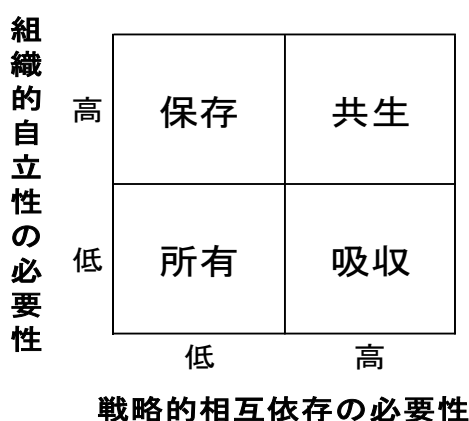 組織的自立性の必要性
高
保存
共生
低
所有
吸収
低
高
戦略的相互依存の必要性